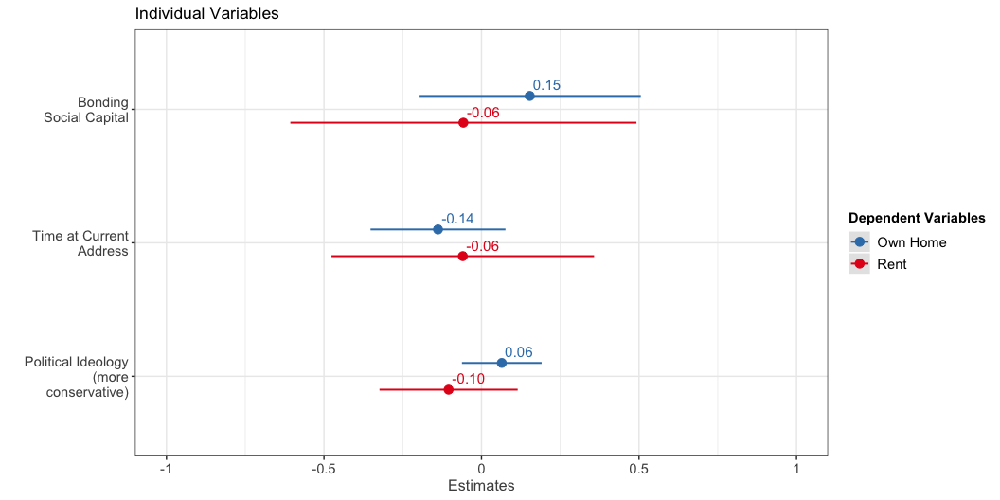 Individual Variables
Bonding
Social Capital
0.15
-0.06
Time at Current
Address
-0.14
-0.06
Political Ideology
(more
conservative)
0.06
-0.10
-1
-0.5
0
0.5
1
Estimates
Dependent Variables
Own Home
Rent